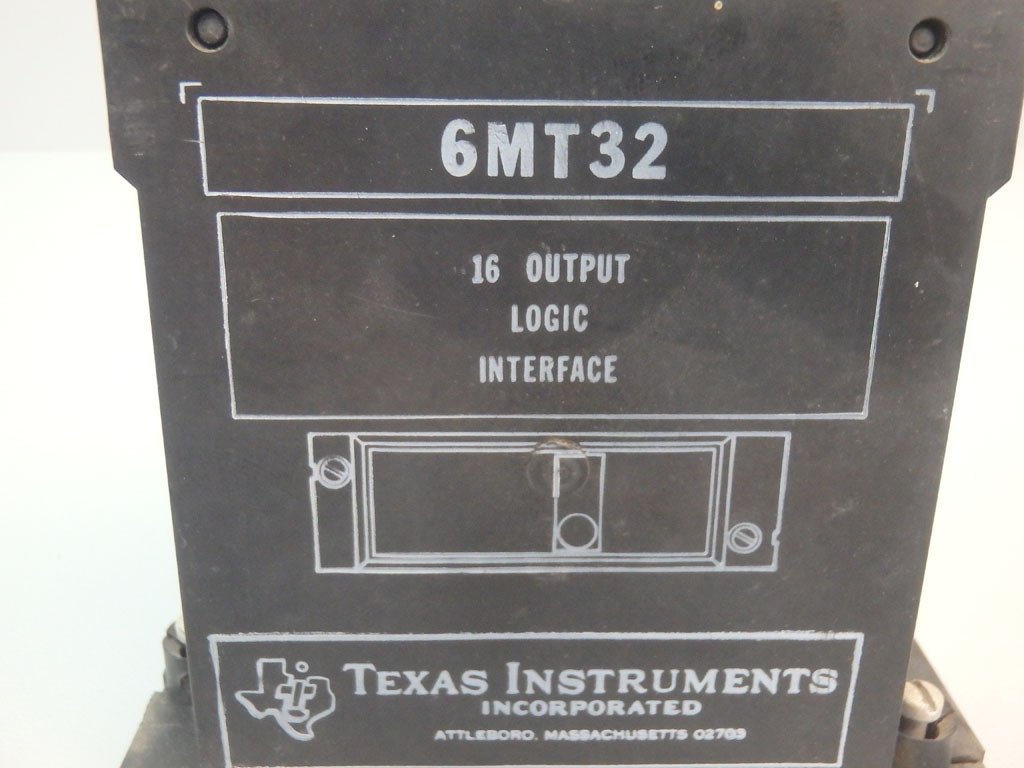 6MT32
16 OUTPUT
LOGIC
INTERFACE
TEXAS INSTRUMENTS
INCORPORATED
ATTLEBORO, MASSACHUSETTS 02703